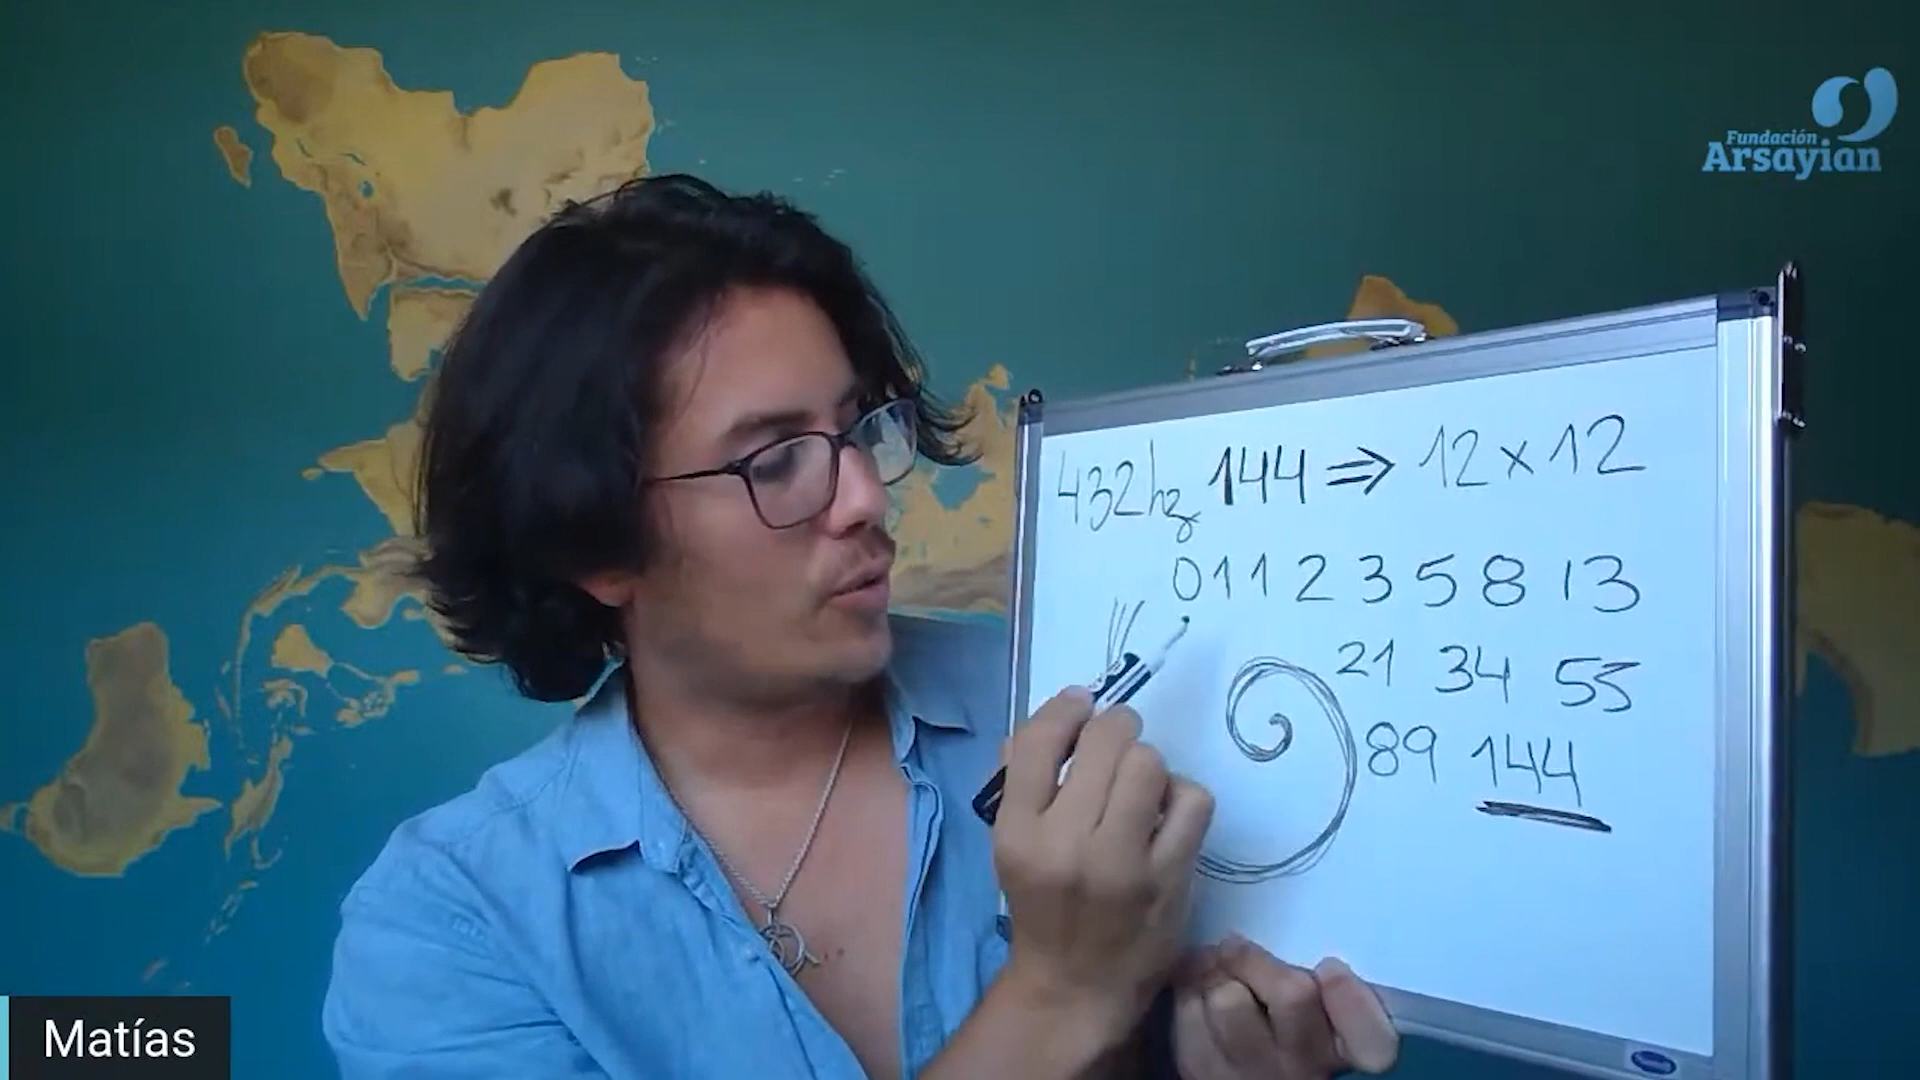 Fundación
Arsayian
432hz 144 ⇒ 12 x 12
0 1 1 2 3 5 8 13
21 34 55
89 144
Matías